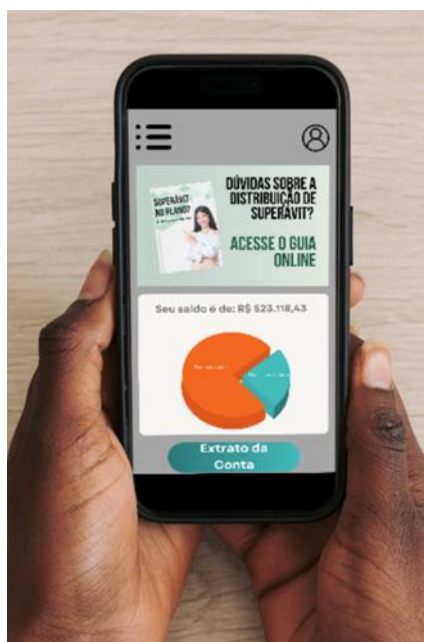 SUPERÁVIT
NO PLANO?
DÚVIDAS SOBRE A
DISTRIBUIÇÃO DE
SUPERÁVIT?
ACESSE O GUIA
ONLINE
Seu saldo é de: R$ 523.118,43
Extrato da
Conta